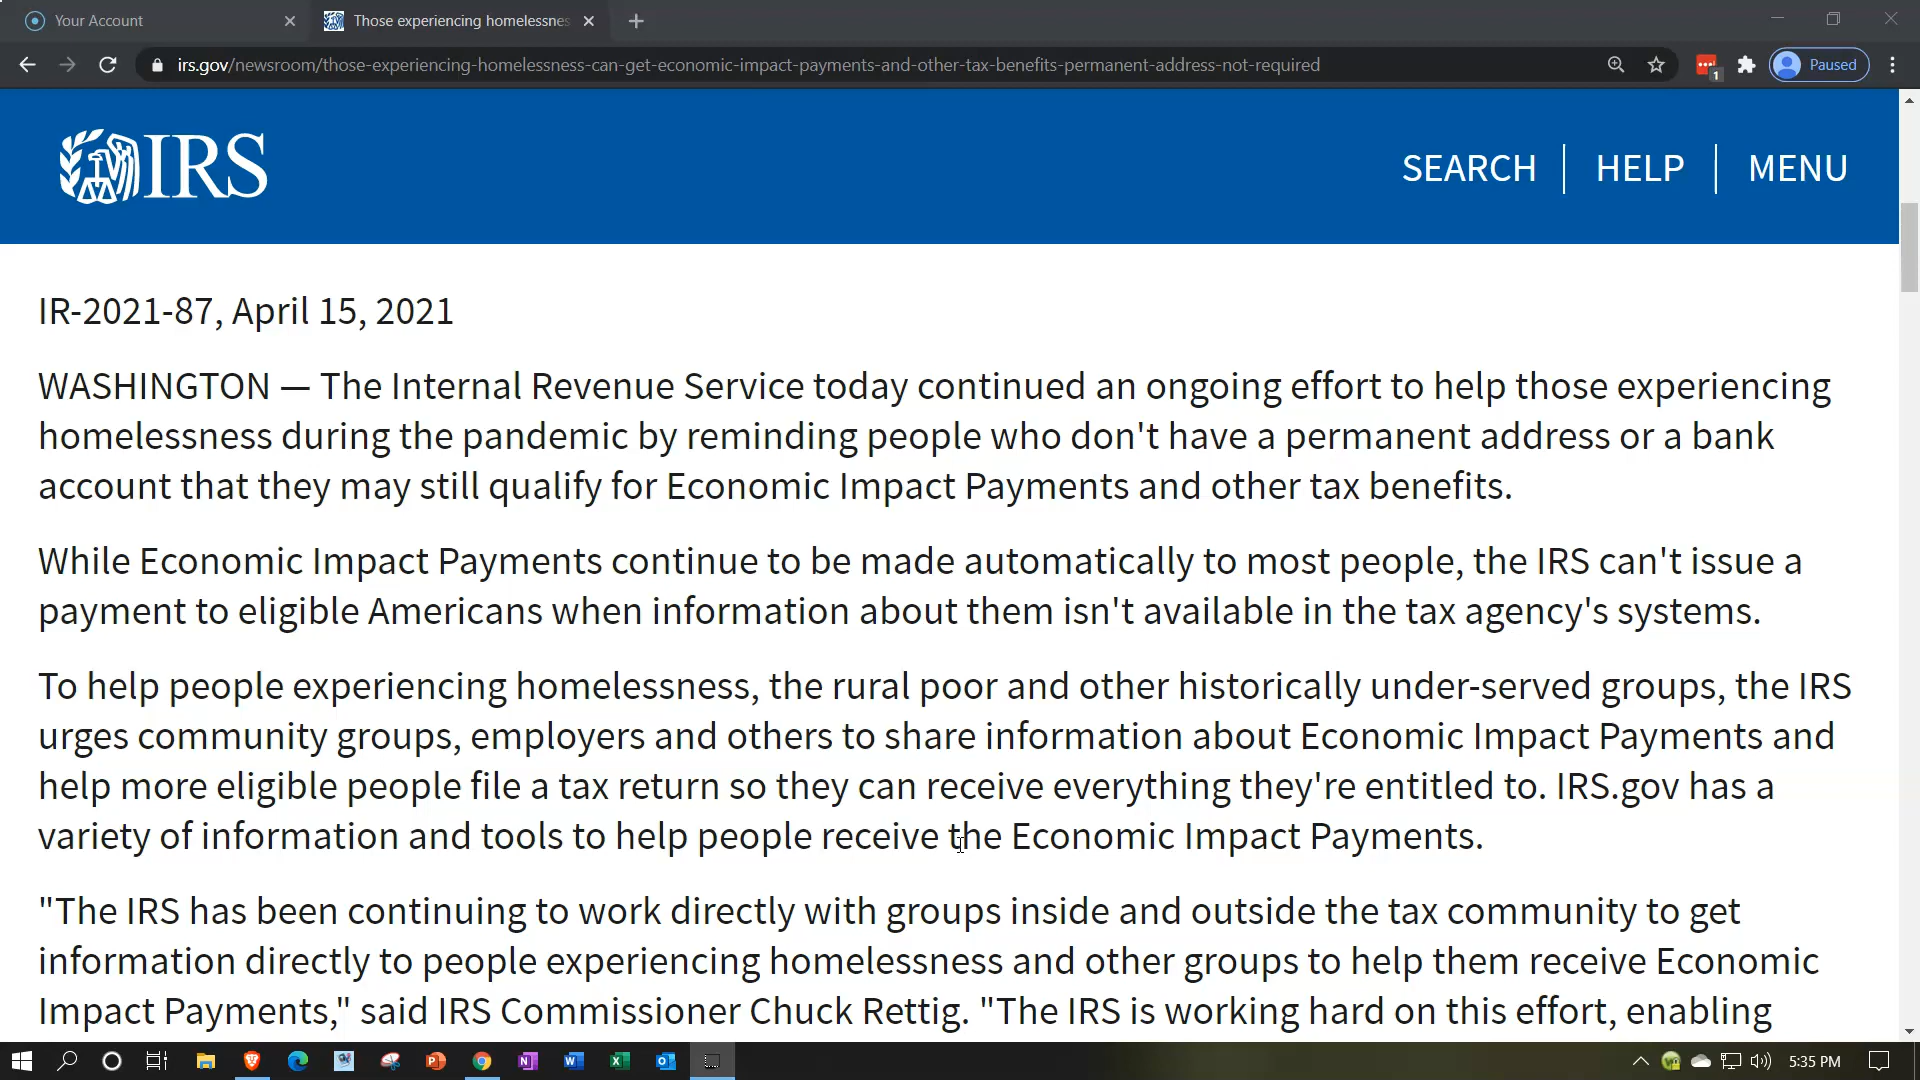 Your Account
Those experiencing homelessnes
irs.gov/newsroom/those-experiencing-homelessness-can-get-economic-impact-payments-and-other-tax-benefits-permanent-address-not-required
1
Paused
IRS
SEARCH
HELP
MENU
IR-2021-87, April 15, 2021
WASHINGTON — The Internal Revenue Service today continued an ongoing effort to help those experiencing
homelessness during the pandemic by reminding people who don't have a permanent address or a bank
account that they may still qualify for Economic Impact Payments and other tax benefits.
While Economic Impact Payments continue to be made automatically to most people, the IRS can't issue a
payment to eligible Americans when information about them isn't available in the tax agency's systems.
To help people experiencing homelessness, the rural poor and other historically under-served groups, the IRS
urges community groups, employers and others to share information about Economic Impact Payments and
help more eligible people file a tax return so they can receive everything they're entitled to. IRS.gov has a
variety of information and tools to help people receive the Economic Impact Payments.
"The IRS has been continuing to work directly with groups inside and outside the tax community to get
information directly to people experiencing homelessness and other groups to help them receive Economic
Impact Payments," said IRS Commissioner Chuck Rettig. "The IRS is working hard on this effort, enabling
5:35 PM